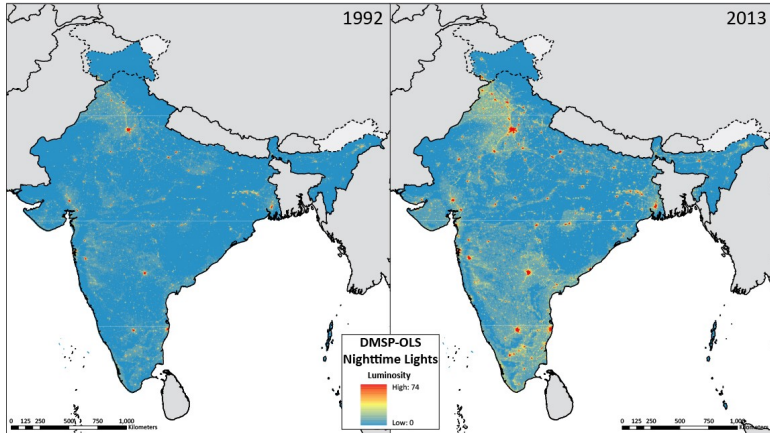 1992
2013
DMSP-OLS
Nighttime Lights
Luminosity
High: 74
Low: 0
0 125 250 500 750 1,000
Kilometers
0 125 250 500 750 1,000
Kilometers